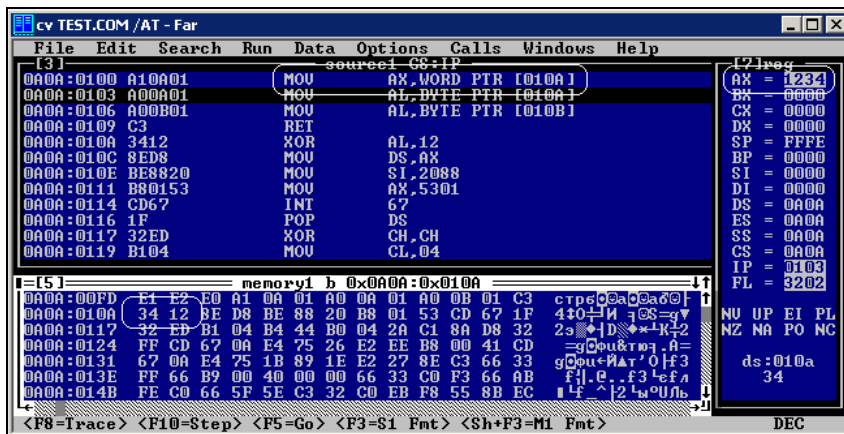 cv TEST.COM /AT - Far
File Edit Search Run Data Options Calls Windows Help
[3] source1 CS:IP
0A0A:0100 A10A01 MOV AX,WORD PTR [010A]
0A0A:0103 A00A01 MOV AL,BYTE PTR [010A]
0A0A:0106 A00B01 MOV AL,BYTE PTR [010B]
0A0A:0109 C3 RET
0A0A:010A 3412 XOR AL,12
0A0A:010C 8ED8 MOV DS,AX
0A0A:010E BE8820 MOV SI,2088
0A0A:0111 B80153 MOV AX,5301
0A0A:0114 CD67 INT 67
0A0A:0116 1F POP DS
0A0A:0117 32ED XOR CH,CH
0A0A:0119 B104 MOV CL,04
[7]reg
AX = 1234
BX = 0000
CX = 0000
DX = 0000
SP = FFFE
BP = 0000
SI = 0000
DI = 0000
DS = 0A0A
ES = 0A0A
SS = 0A0A
CS = 0A0A
IP = 0103
FL = 3202
NV UP EI PL
NZ NA PO NC
ds:010a
34
[5] memory1 b 0x0A0A:0x010A
0A0A:00FD E1 E2 E0 A1 0A 01 A0 0A 01 A0 0B 01 C3
0A0A:010A 34 12 8E D8 BE 88 20 B8 01 53 CD 67 1F
0A0A:0117 32 ED B1 04 B4 44 B0 04 2A C1 8A D8 32
0A0A:0124 FF CD 67 0A E4 75 26 E2 EE B8 00 41 CD
0A0A:0131 67 0A E4 75 1B 89 1E E2 27 8E C3 66 33
0A0A:013E FF 66 B9 00 40 00 00 66 33 C0 F3 66 AB
0A0A:014B FE C0 66 5F 5E C3 32 C0 EB F8 55 8B EC
<F8=Trace> <F10=Step> <F5=Go> <F3=S1 Fmt> <Sh+F3=M1 Fmt> DEC